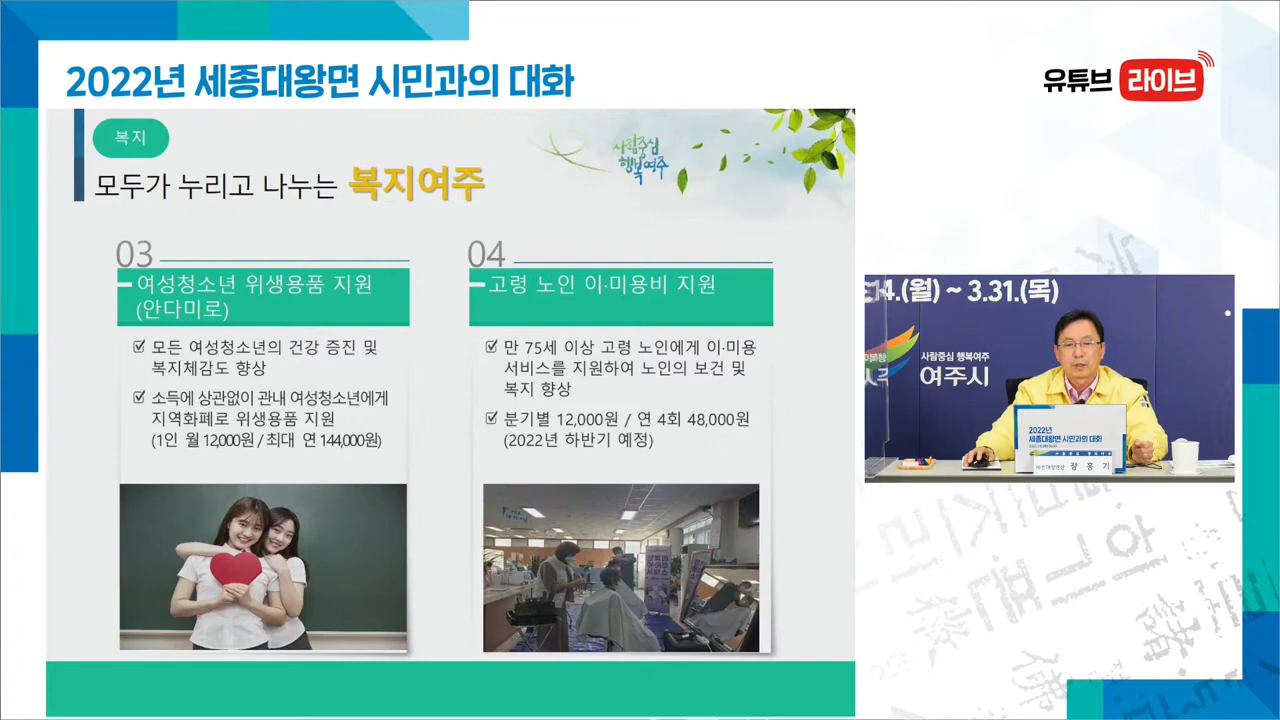 2022년 세종대왕면 시민과의 대화
유튜브 라이브
복지
모두가 누리고 나누는 복지여주
사람중심
행복여주
03
여성청소년 위생용품 지원
(안다미로)
모든 여성청소년의 건강 증진 및
복지체감도 향상
소득에 상관없이 관내 여성청소년에게
지역화폐로 위생용품 지원
(1인 월 12,000원 / 최대 연 144,000원)
04
고령 노인 이·미용비 지원
만 75세 이상 고령 노인에게 이·미용
서비스를 지원하여 노인의 보건 및
복지 향상
분기별 12,000원 / 연 4회 48,000원
(2022년 하반기 예정)
4.(월) ~ 3.31.(목)
사람중심 행복여주
여주시
2022년
세종대왕면 시민과의 대화
세종대왕면장 장 홍 기